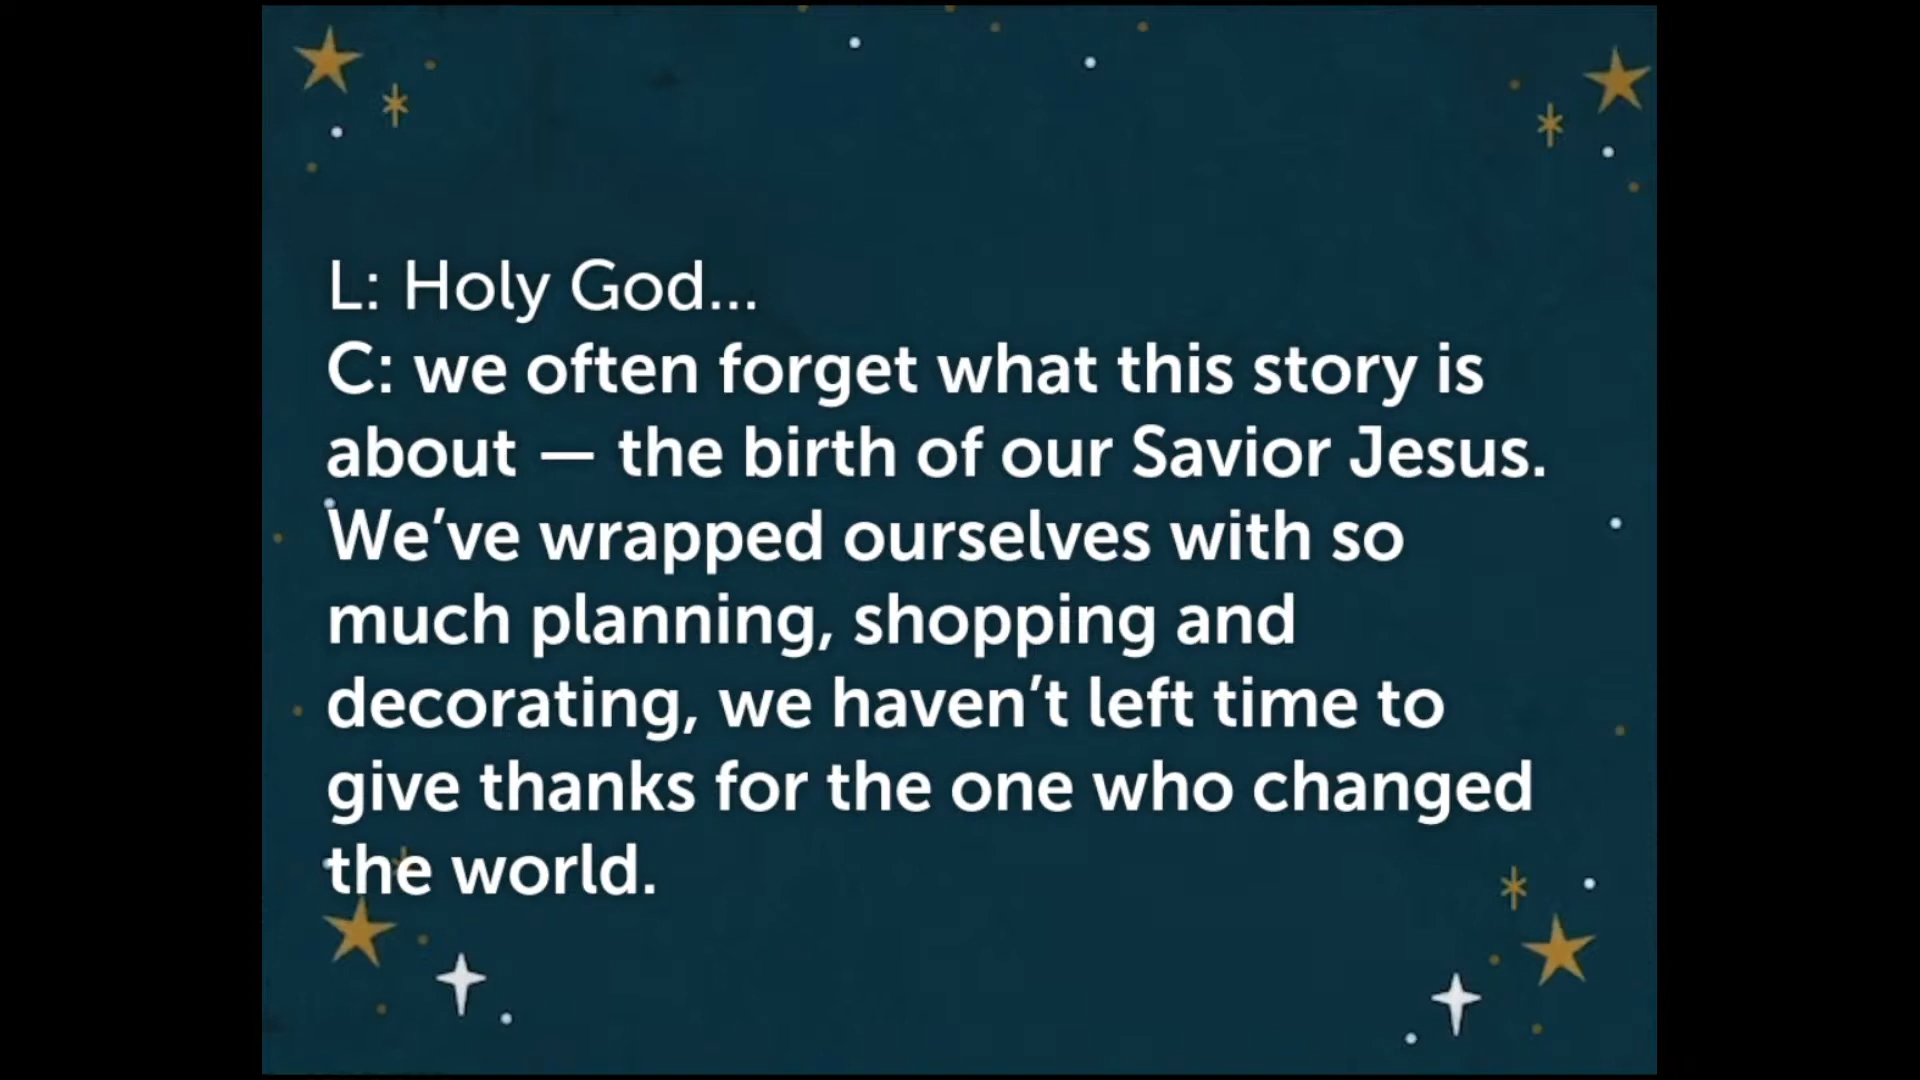 L: Holy God...
C: we often forget what this story is
about — the birth of our Savior Jesus.
We’ve wrapped ourselves with so
much planning, shopping and
decorating, we haven’t left time to
give thanks for the one who changed
the world.